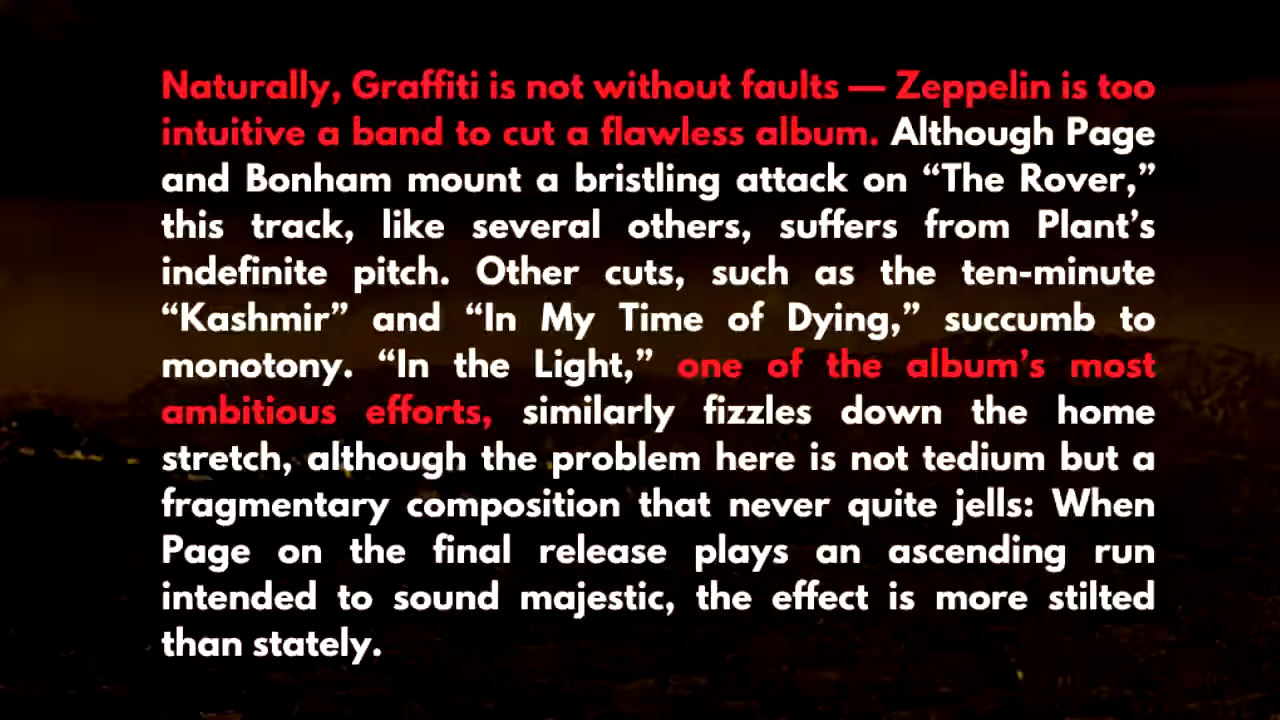 Naturally, Graffiti is not without faults — Zeppelin is too
intuitive a band to cut a flawless album. Although Page
and Bonham mount a bristling attack on “The Rover,”
this track, like several others, suffers from Plant’s
indefinite pitch. Other cuts, such as the ten-minute
“Kashmir” and “In My Time of Dying,” succumb to
monotony. “In the Light,” one of the album’s most
ambitious efforts, similarly fizzles down the home
stretch, although the problem here is not tedium but a
fragmentary composition that never quite jells: When
Page on the final release plays an ascending run
intended to sound majestic, the effect is more stilted
than stately.